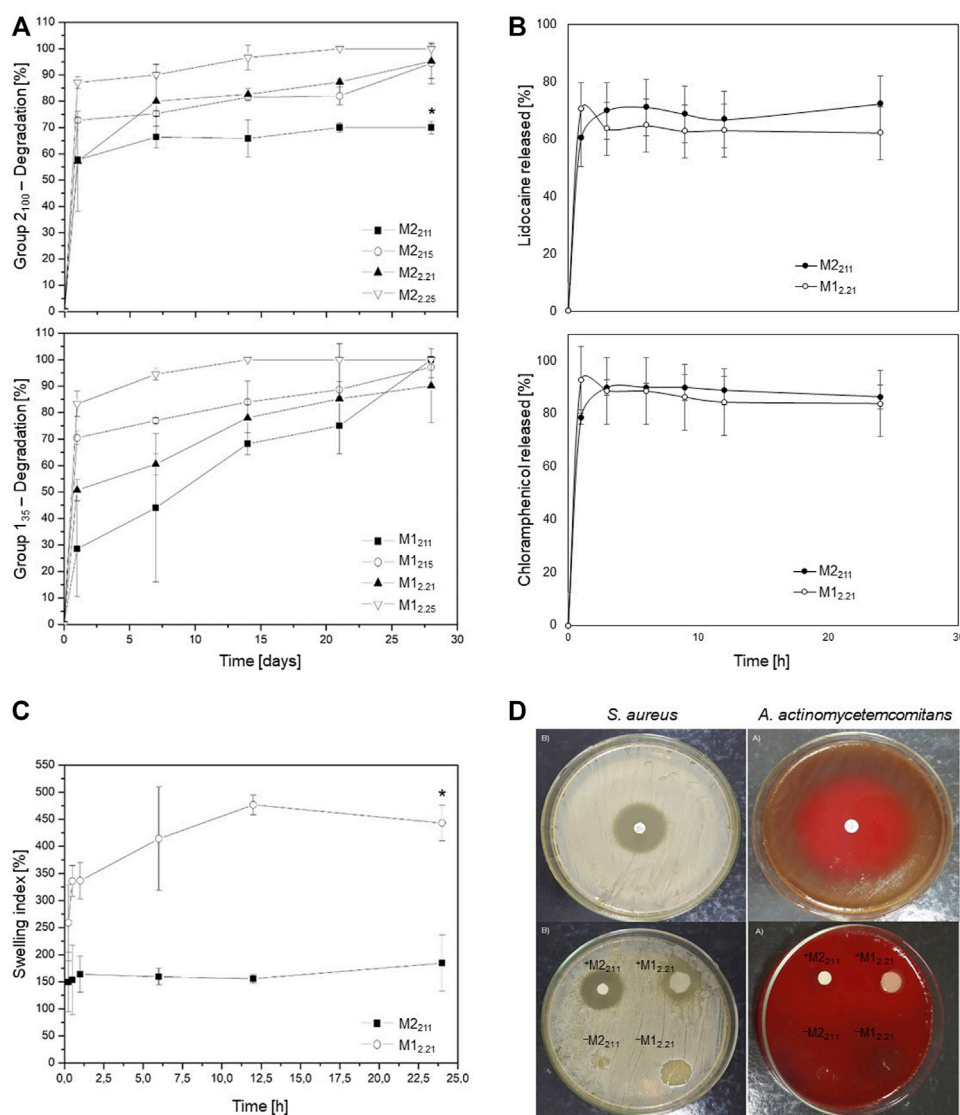 A
Group 2₁₀₀ – Degradation [%]
110
100
90
80
70
60
50
40
30
20
10
0
*
M2₂₁₁
M2₂₁₅
M2₂.₂₁
M2₂.₂₅
Group 1₃₅ – Degradation [%]
110
100
90
80
70
60
50
40
30
20
10
0
M1₂₁₁
M1₂₁₅
M1₂.₂₁
M1₂.₂₅
0 5 10 15 20 25 30
Time [days]
B
Lidocaine released [%]
100
80
60
40
20
0
M2₂₁₁
M1₂.₂₁
Chloramphenicol released [%]
100
80
60
40
20
0
M2₂₁₁
M1₂.₂₁
0 10 20 30
Time [h]
C
Swelling index [%]
550
500
450
400
350
300
250
200
150
100
50
0
*
M2₂₁₁
M1₂.₂₁
0,0 2,5 5,0 7,5 10,0 12,5 15,0 17,5 20,0 22,5 25,0
Time [h]
D
S. aureus A. actinomycetemcomitans
B) A)
B) A)
+M2₂₁₁ +M1₂.₂₁ +M2₂₁₁ +M1₂.₂₁
–M2₂₁₁ –M1₂.₂₁ –M2₂₁₁ –M1₂.₂₁